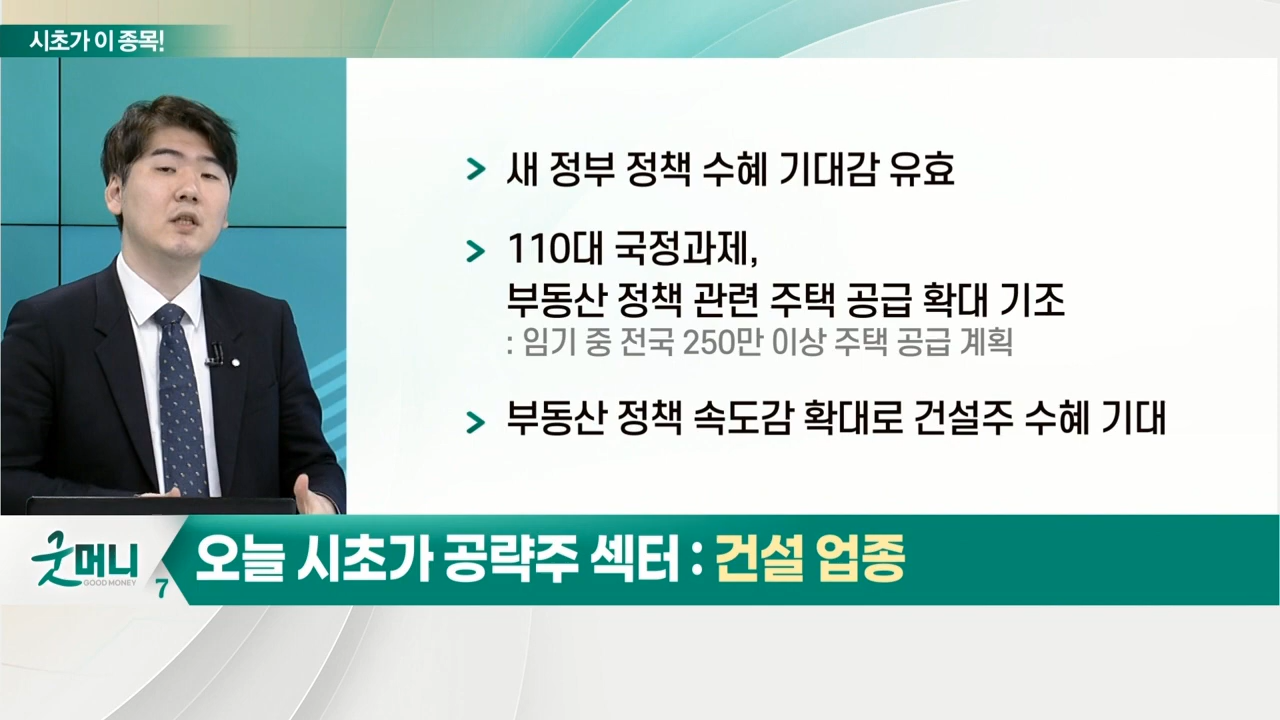 시초가 이 종목!
> 새 정부 정책 수혜 기대감 유효
> 110대 국정과제,
부동산 정책 관련 주택 공급 확대 기조
: 임기 중 전국 250만 이상 주택 공급 계획
> 부동산 정책 속도감 확대로 건설주 수혜 기대
굿머니
GOOD MONEY
7
오늘 시초가 공략주 섹터 : 건설 업종